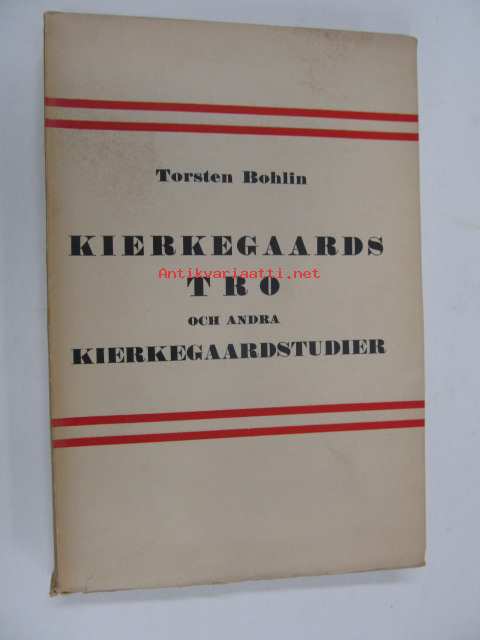 Torsten Bohlin
KIERKEGAARDS
Antikvariaatti.net
TRO
OCH ANDRA
KIERKEGAARDSTUDIER